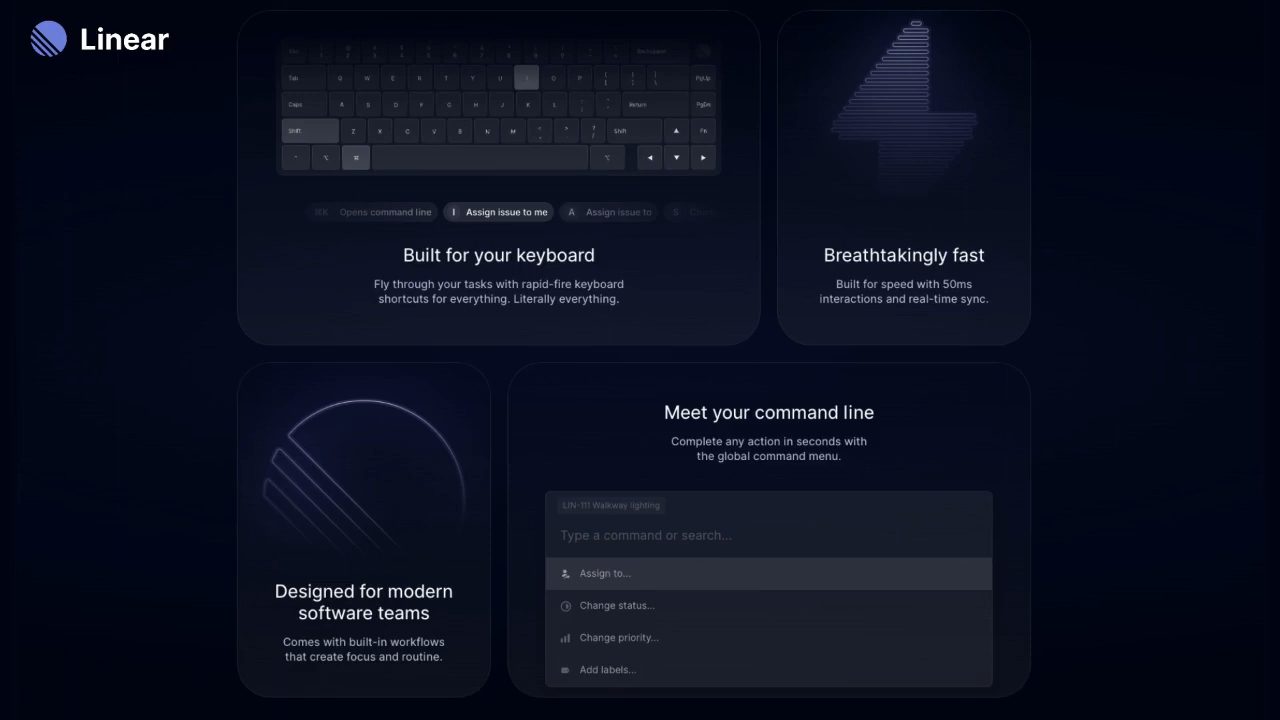 Linear
Tab Q W E R T Y U I O P PgUp
Caps A S D F G H J K L Return PgDn
Shift Z X C V B N M Shift Fn
⌘K Opens command line I Assign issue to me A Assign issue to S
Built for your keyboard
Fly through your tasks with rapid-fire keyboard
shortcuts for everything. Literally everything.
Breathtakingly fast
Built for speed with 50ms
interactions and real-time sync.
Designed for modern
software teams
Comes with built-in workflows
that create focus and routine.
Meet your command line
Complete any action in seconds with
the global command menu.
LIN-111 Walkway lighting
Type a command or search...
Assign to...
Change status...
Change priority...
Add labels...